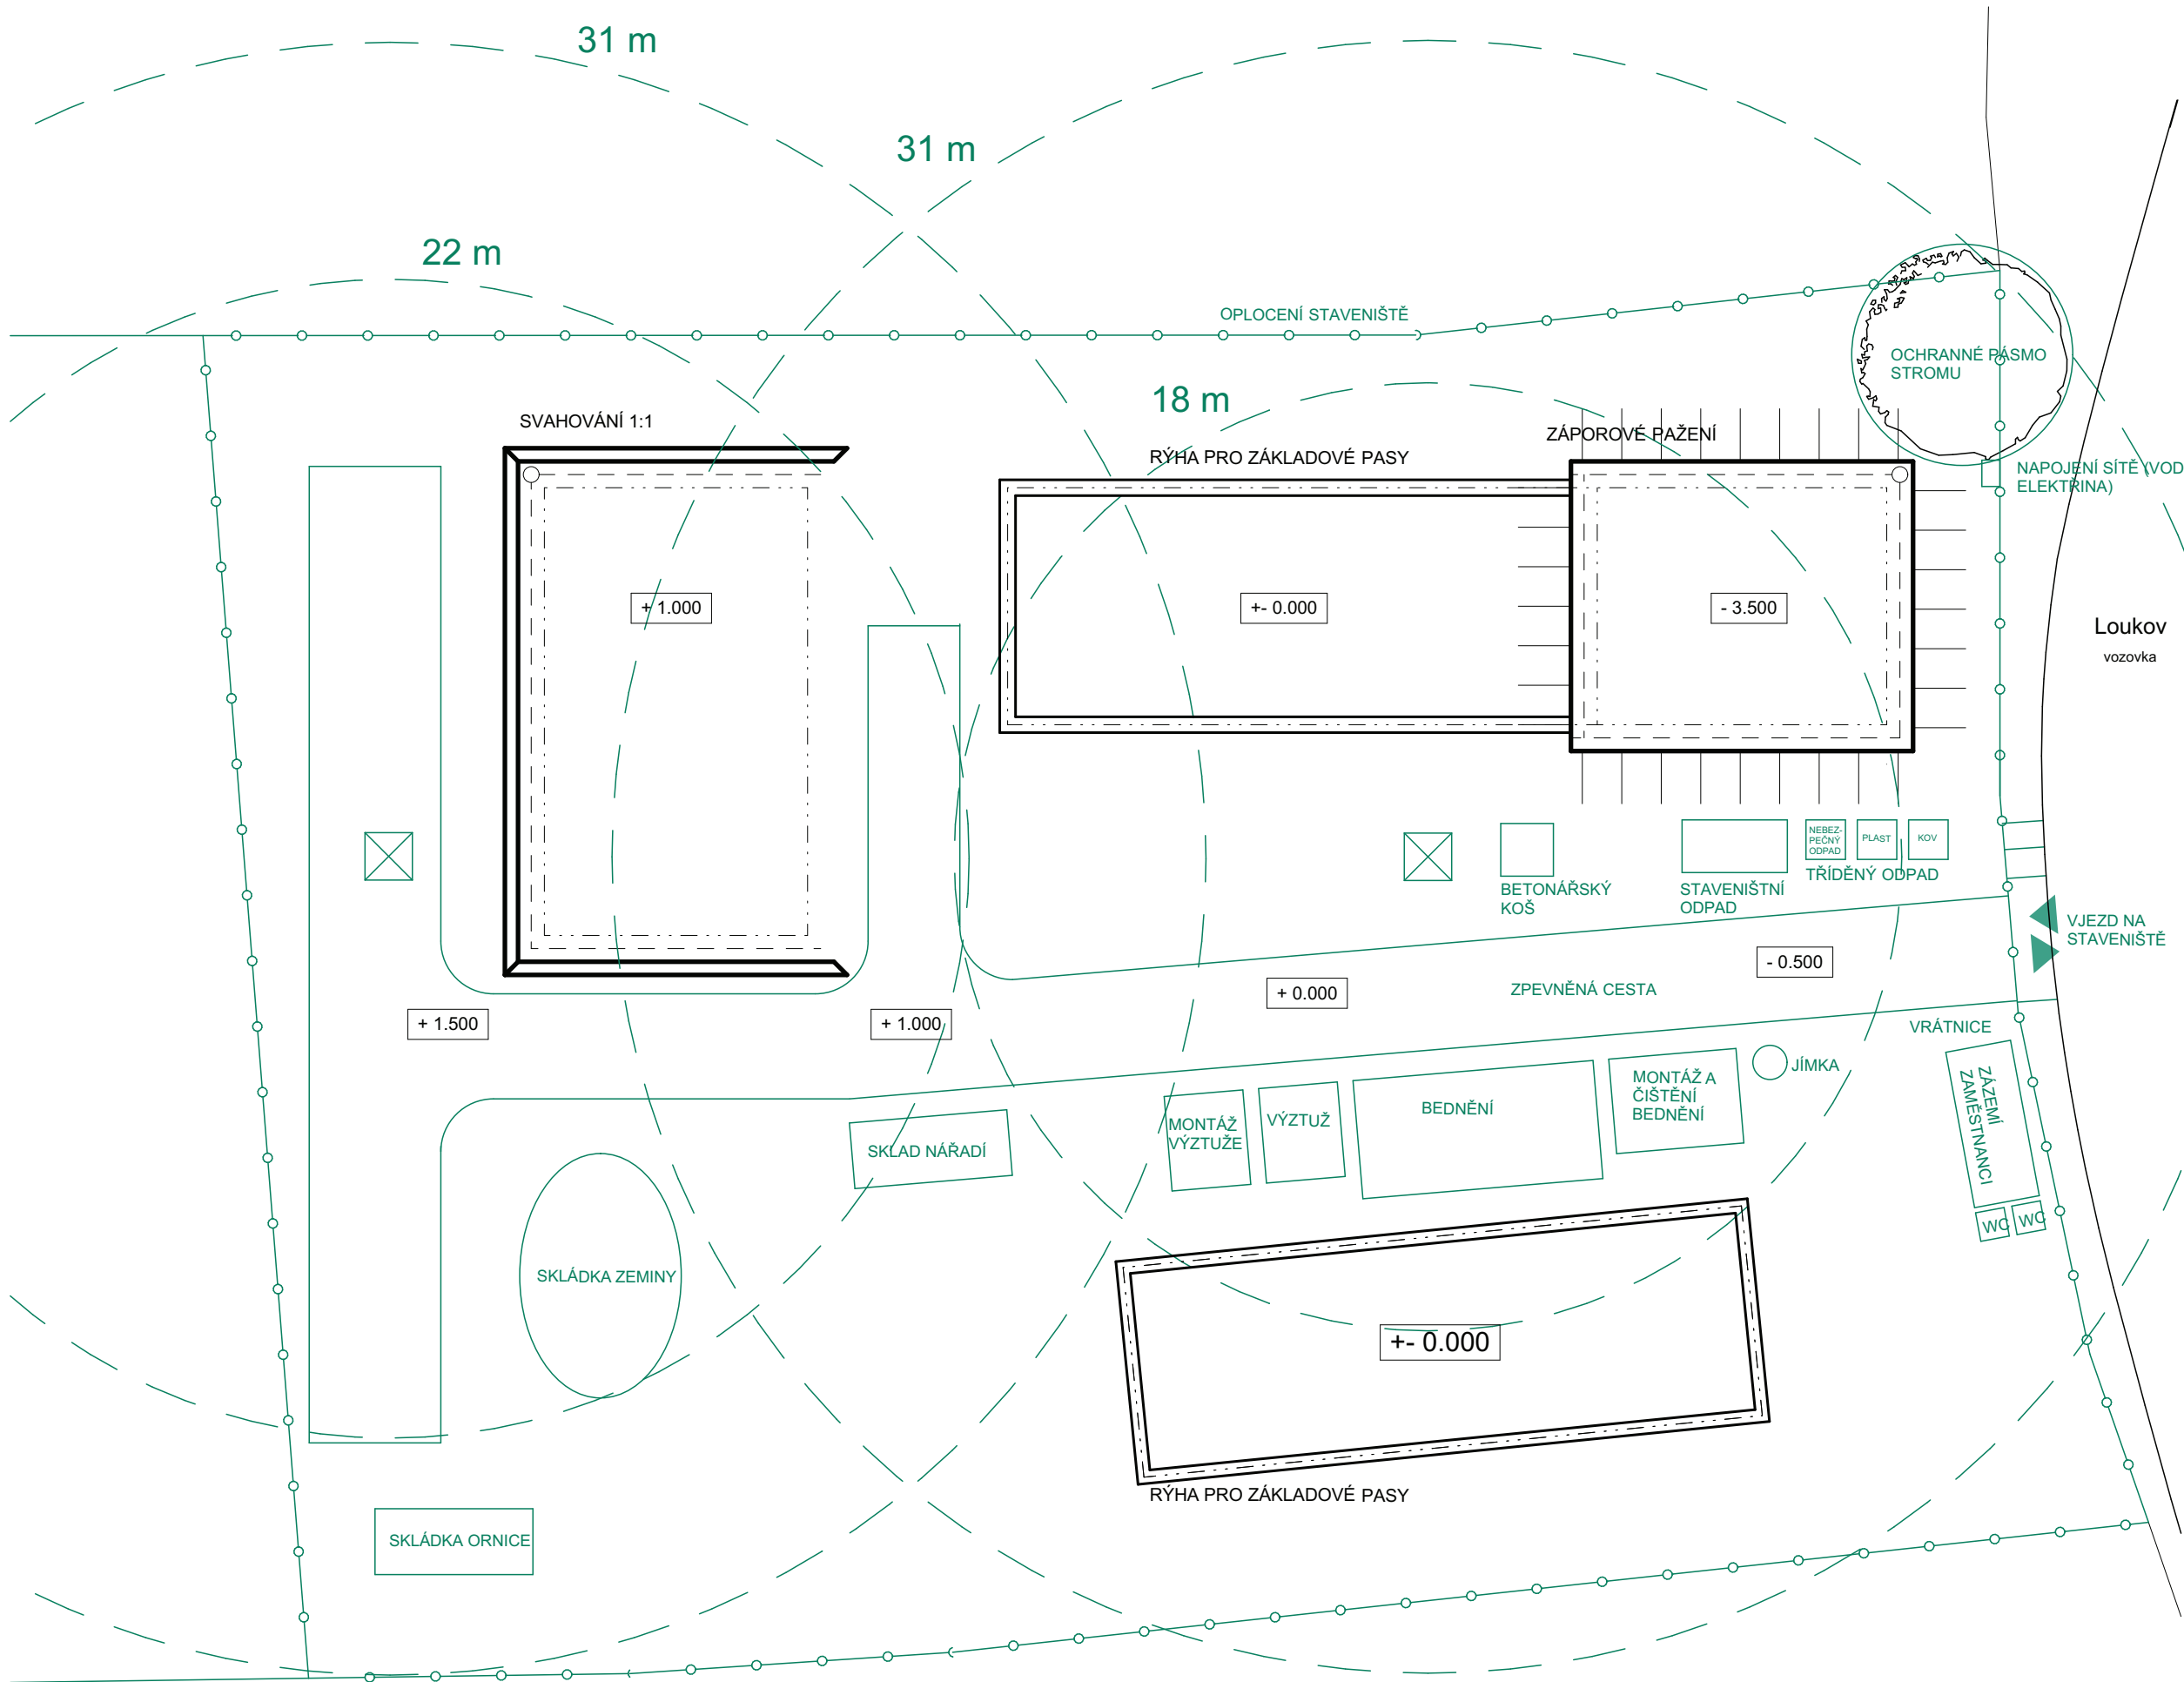 31 m
31 m
22 m
OPLOCENÍ STAVENIŠTĚ
OCHRANNÉ PÁSMO
STROMU
18 m
SVAHOVÁNÍ 1:1
ZÁPOROVÉ PAŽENÍ
RÝHA PRO ZÁKLADOVÉ PASY
NAPOJENÍ SÍTĚ (VOD
ELEKTŘINA)
+ 1.000
+- 0.000
- 3.500
Loukov
vozovka
NEBEZ-
PEČNÝ
ODPAD
PLAST
KOV
TŘÍDĚNÝ ODPAD
BETONÁŘSKÝ
KOŠ
STAVENIŠTNÍ
ODPAD
VJEZD NA
STAVENIŠTĚ
- 0.500
+ 0.000
ZPEVNĚNÁ CESTA
+ 1.500
+ 1.000
VRÁTNICE
JÍMKA
MONTÁŽ A
ČIŠTĚNÍ
BEDNĚNÍ
BEDNĚNÍ
VÝZTUŽ
MONTÁŽ
VÝZTUŽE
SKLAD NÁŘADÍ
ZÁZEMÍ
ZAMĚSTNANCI
WC
WC
SKLÁDKA ZEMINY
+- 0.000
RÝHA PRO ZÁKLADOVÉ PASY
SKLÁDKA ORNICE